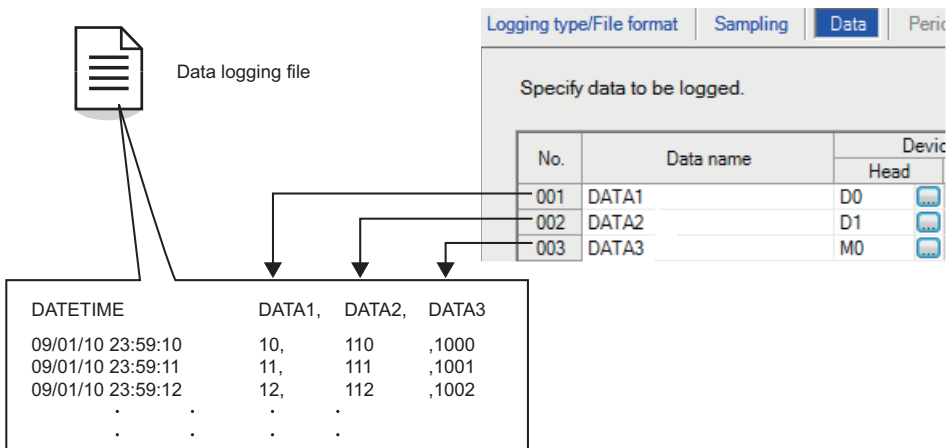 Logging type/File format Sampling Data Peric
Data logging file
Specify data to be logged.
No. Data name Devic
Head
001 DATA1 D0 ...
002 DATA2 D1 ...
003 DATA3 M0 ...
DATETIME DATA1, DATA2, DATA3
09/01/10 23:59:10 10, 110 ,1000
09/01/10 23:59:11 11, 111 ,1001
09/01/10 23:59:12 12, 112 ,1002
. . . .
. . . .